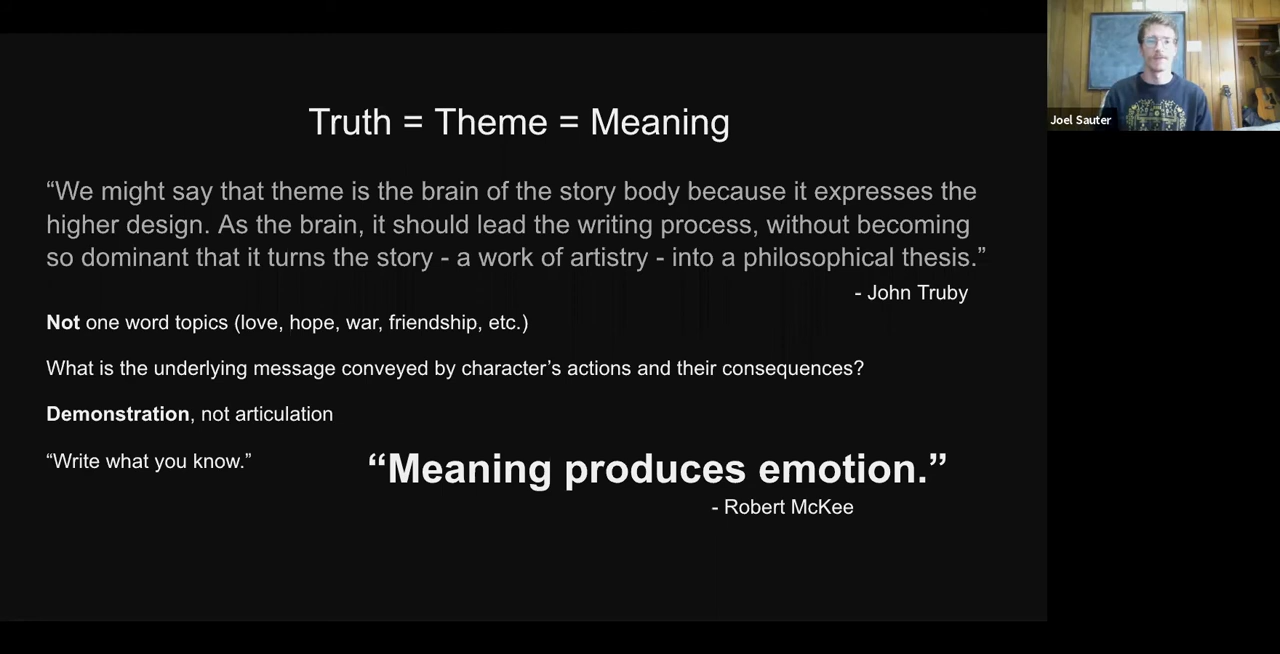 Truth = Theme = Meaning
“We might say that theme is the brain of the story body because it expresses the
higher design. As the brain, it should lead the writing process, without becoming
so dominant that it turns the story - a work of artistry - into a philosophical thesis.”
- John Truby
Not one word topics (love, hope, war, friendship, etc.)
What is the underlying message conveyed by character’s actions and their consequences?
Demonstration, not articulation
“Write what you know.”
“Meaning produces emotion.”
- Robert McKee
Joel Sauter